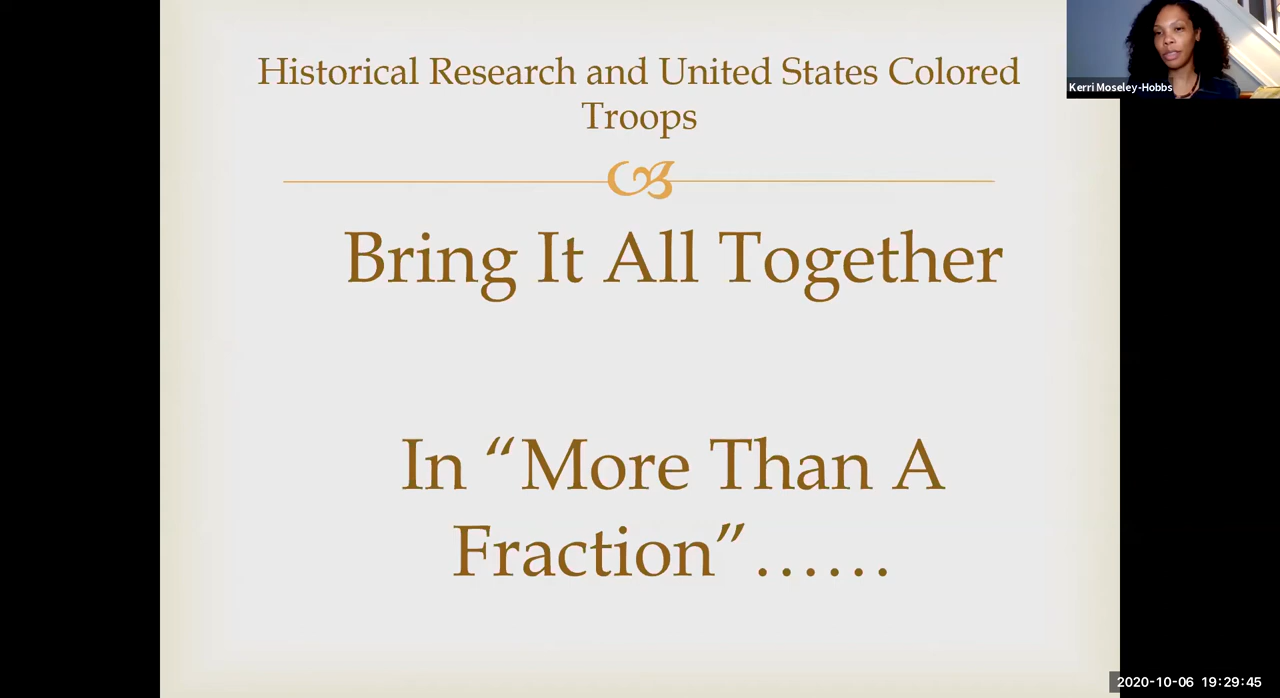 Historical Research and United States Colored
Troops
Bring It All Together
In “More Than A
Fraction”......
Kerri Moseley-Hobbs
2020-10-06 19:29:45